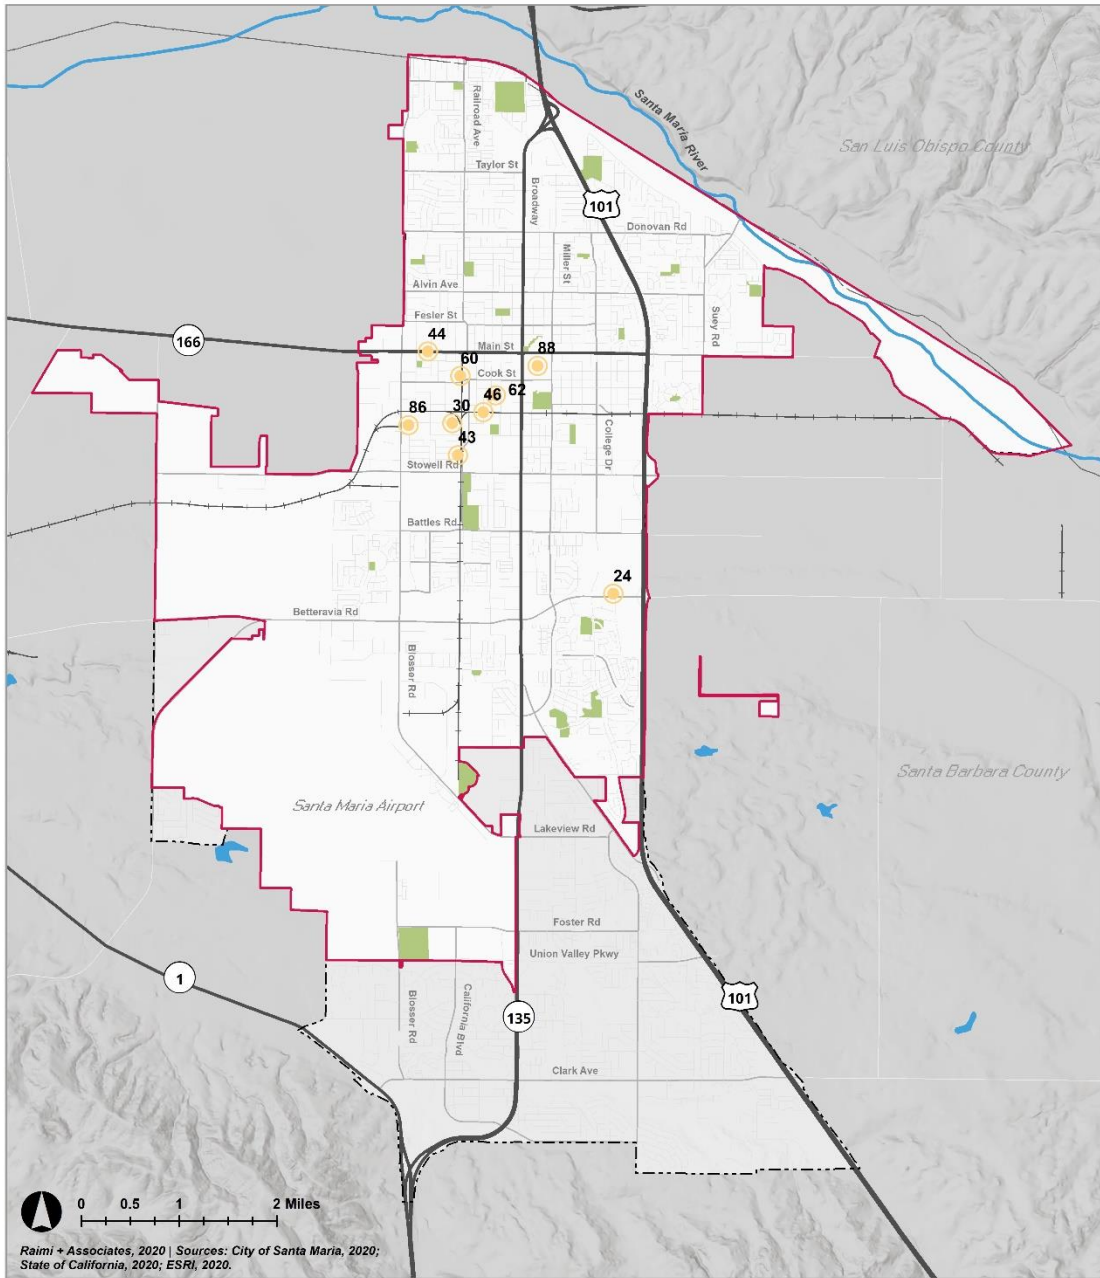 Santa Maria River
San Luis Obispo County
Railroad Ave
Taylor St
Broadway
101
Donovan Rd
Miller St
Alvin Ave
Suey Rd
Fesler St
166
44
Main St
88
60
Cook St
62
46
86
30
43
College Dr
Stowell Rd
Battles Rd
24
Betteravia Rd
Blosser Rd
Santa Barbara County
Santa Maria Airport
Lakeview Rd
Foster Rd
Union Valley Pkwy
1
Blosser Rd
California Blvd
135
101
Clark Ave
0 0.5 1 2 Miles
Raimi + Associates, 2020 | Sources: City of Santa Maria, 2020;
State of California, 2020; ESRI, 2020.